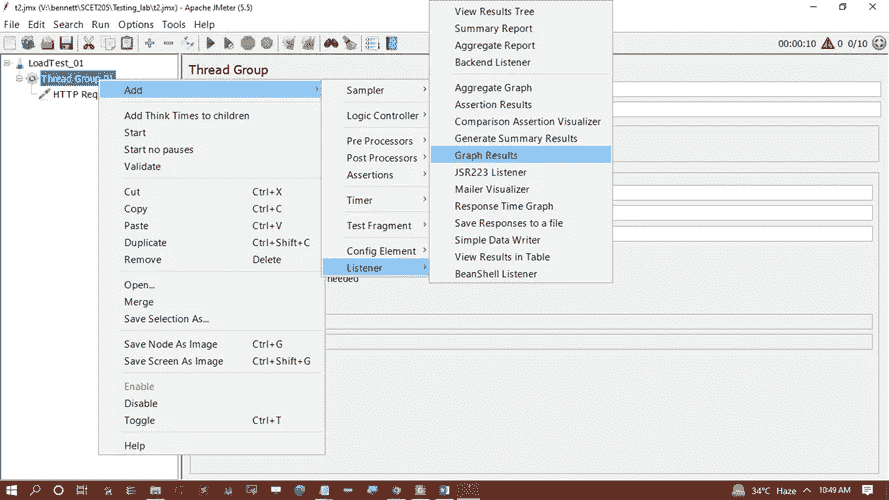 t2.jmx (V:\bennett\SCET205\Testing_lab\t2.jmx) - Apache JMeter (5.5)
File Edit Search Run Options Tools Help
00:00:10 0 0/10
LoadTest_01
Thread Group 01
HTTP Req
Thread Group
Add
Add Think Times to children
Start
Start no pauses
Validate
Cut Ctrl+X
Copy Ctrl+C
Paste Ctrl+V
Duplicate Ctrl+Shift+C
Remove Delete
Open...
Merge
Save Selection As...
Save Node As Image Ctrl+G
Save Screen As Image Ctrl+Shift+G
Enable
Disable
Toggle Ctrl+T
Help
Sampler
Logic Controller
Pre Processors
Post Processors
Assertions
Timer
Test Fragment
Config Element
Listener
needed
View Results Tree
Summary Report
Aggregate Report
Backend Listener
Aggregate Graph
Assertion Results
Comparison Assertion Visualizer
Generate Summary Results
Graph Results
JSR223 Listener
Mailer Visualizer
Response Time Graph
Save Responses to a file
Simple Data Writer
View Results in Table
BeanShell Listener
34°C Haze 10:49 AM